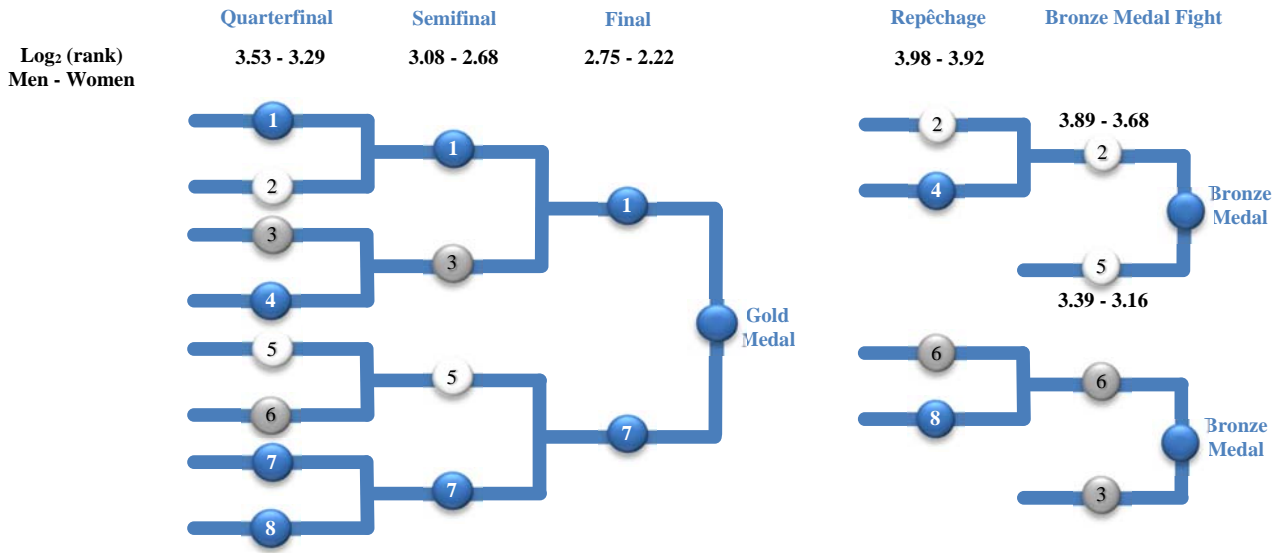 Quarterfinal Semifinal Final Repêchage Bronze Medal Fight
Log₂ (rank) 3.53 - 3.29 3.08 - 2.68 2.75 - 2.22 3.98 - 3.92
Men - Women
1
2
3
4
5
6
7
8
1
3
5
7
1
7
Gold
Medal
2
4
3.89 - 3.68
2
5
3.39 - 3.16
Bronze
Medal
6
8
6
3
Bronze
Medal